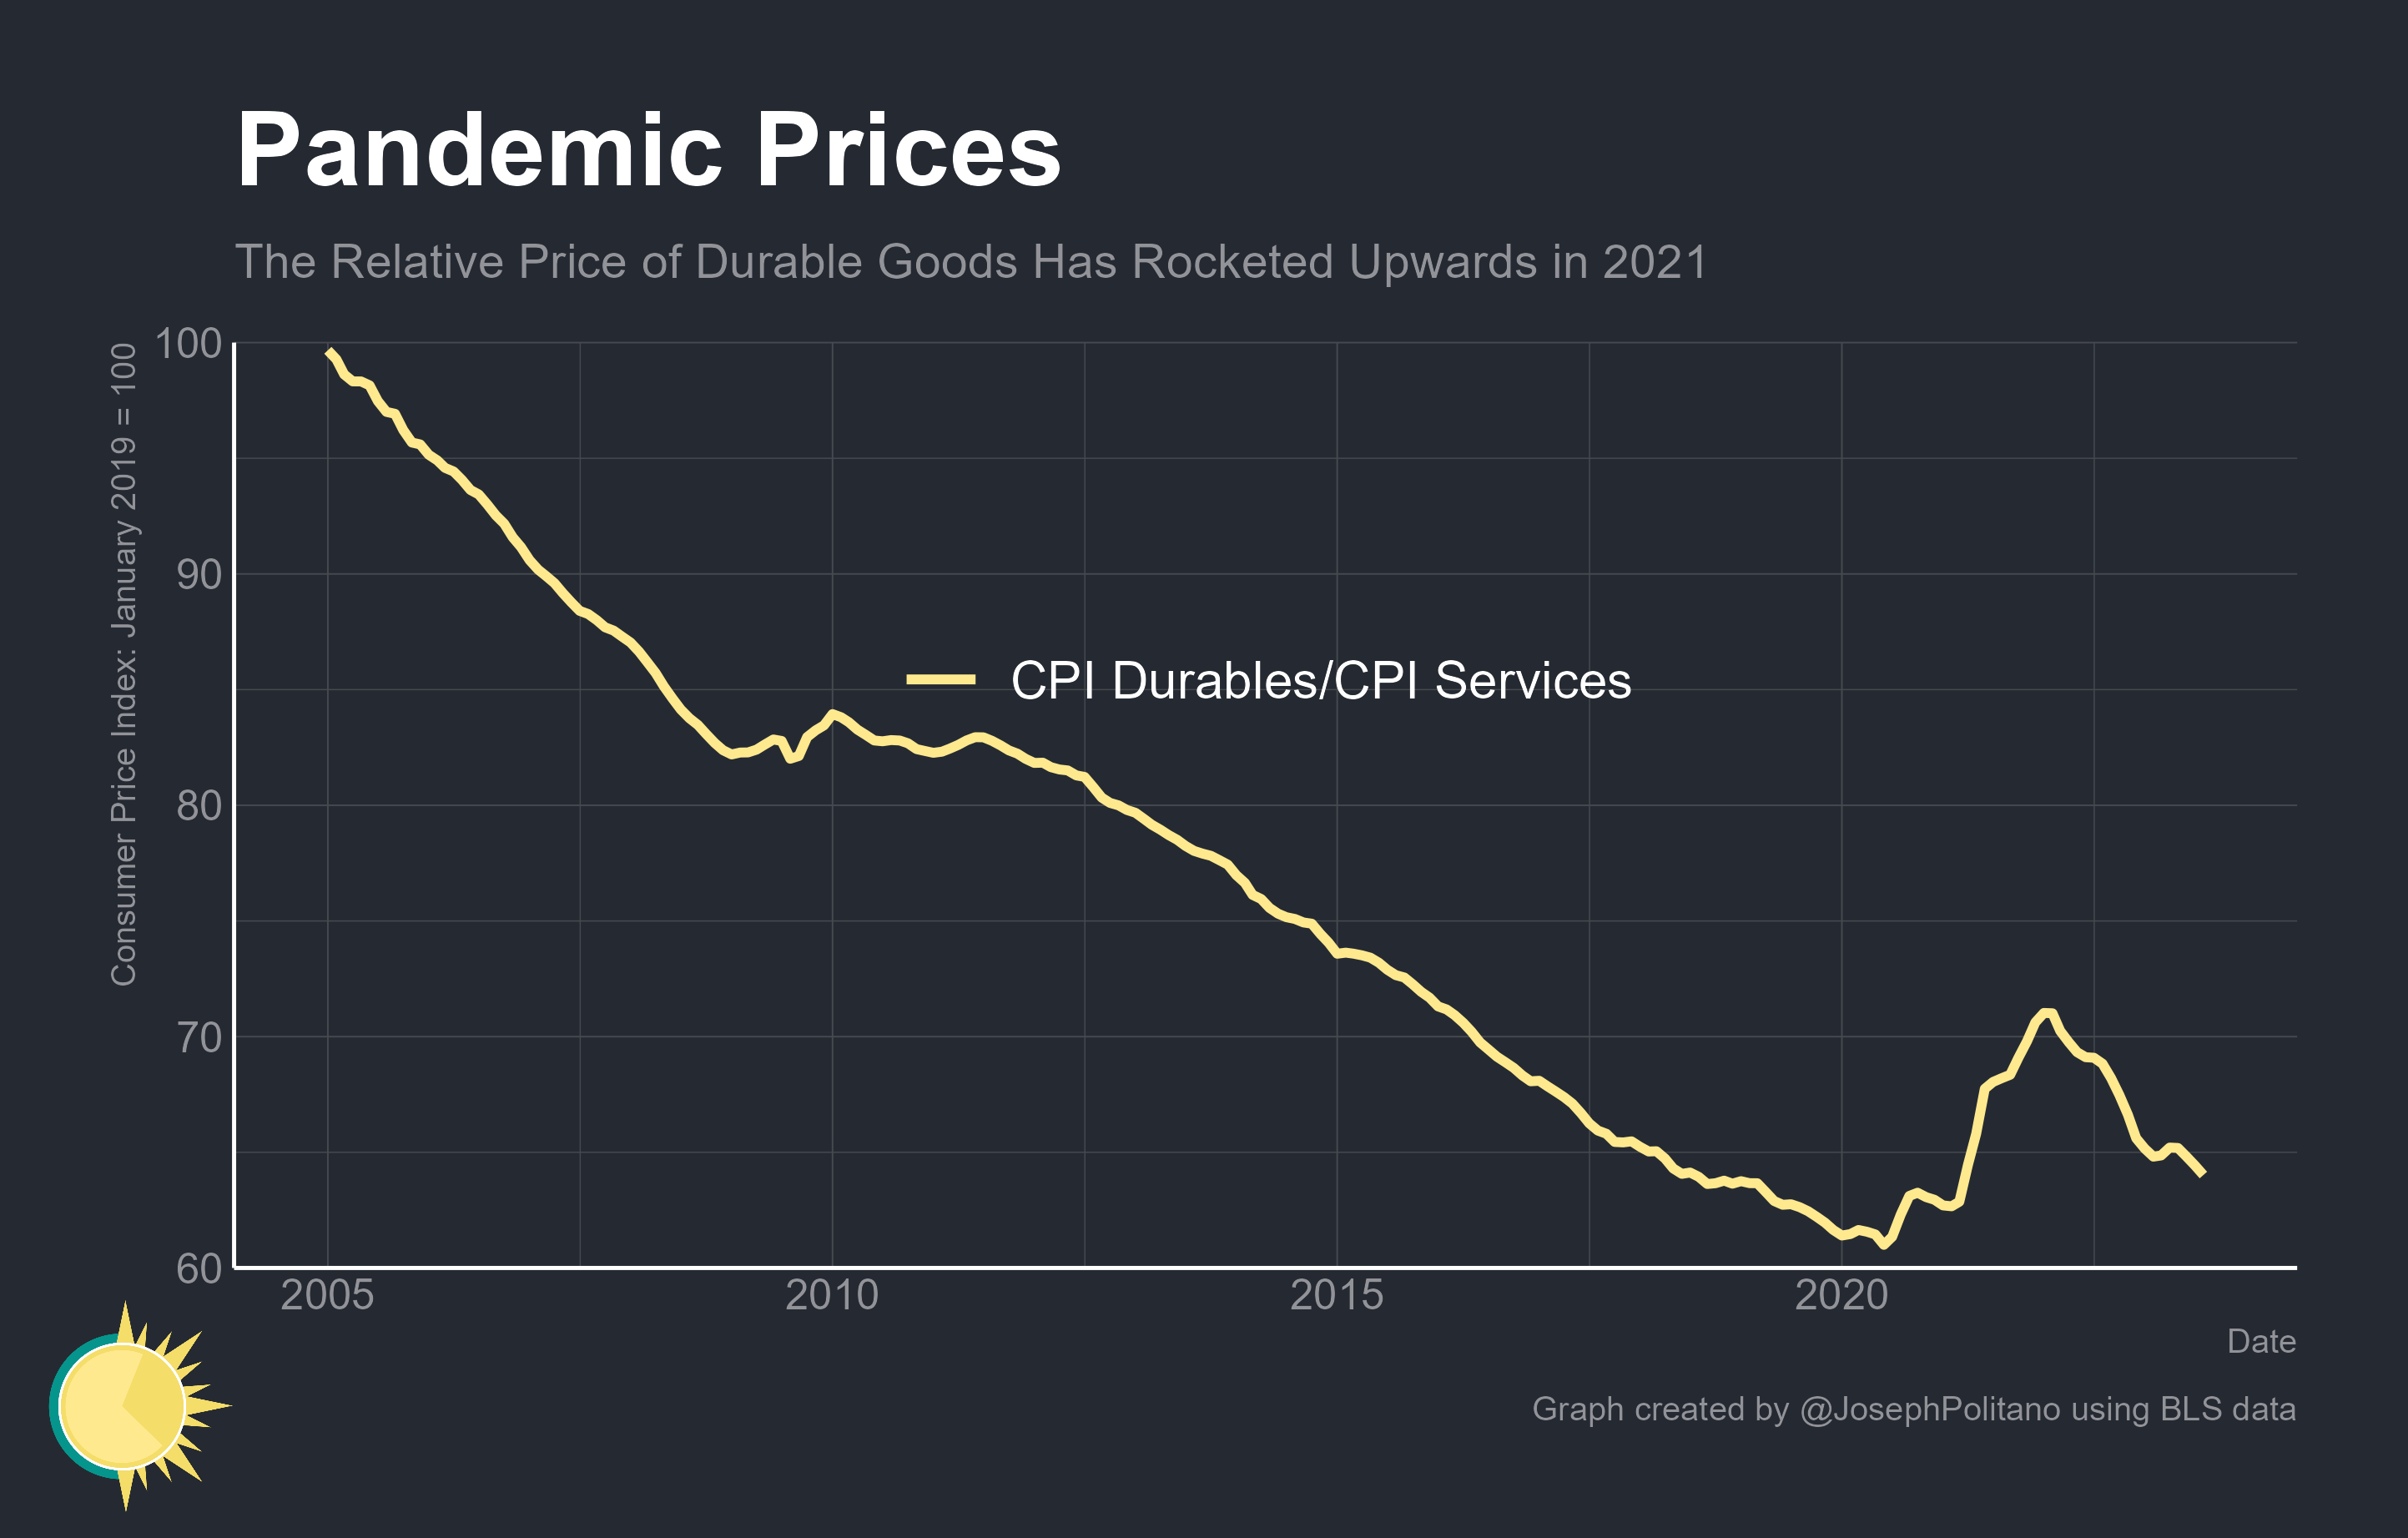 Pandemic Prices
The Relative Price of Durable Goods Has Rocketed Upwards in 2021
Consumer Price Index: January 2019 = 100
100
90
80
70
60
CPI Durables/CPI Services
2005
2010
2015
2020
Date
Graph created by @JosephPolitano using BLS data